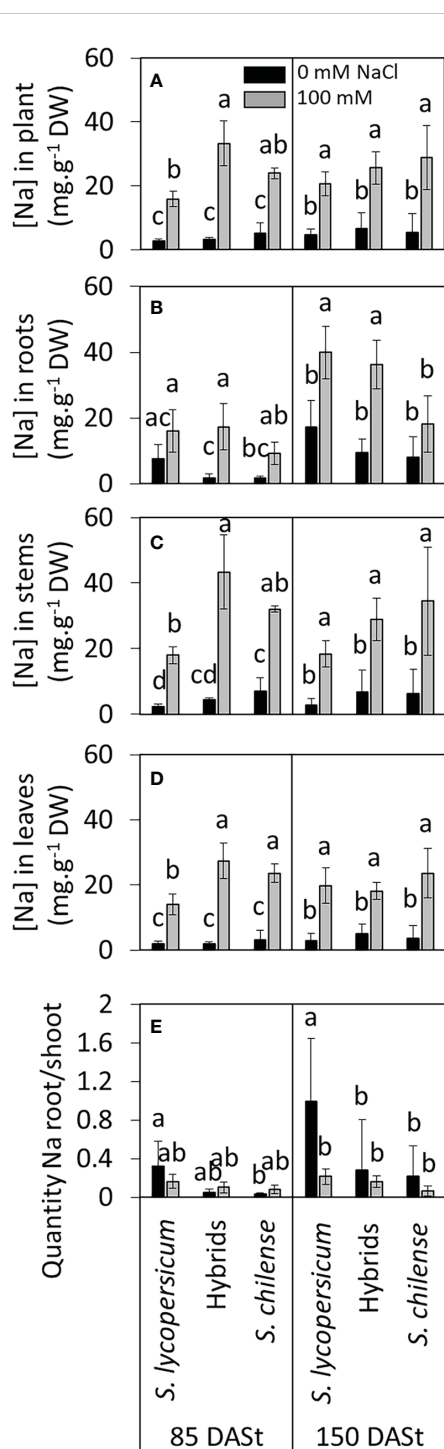 [Na] in plant
(mg.g-1 DW)
60
40
20
0
A
0 mM NaCl
100 mM
c
b
c
a
c
ab
b
a
b
a
b
a
[Na] in roots
(mg.g-1 DW)
60
40
20
0
B
ac
a
c
a
bc
ab
b
a
b
a
b
b
[Na] in stems
(mg.g-1 DW)
60
40
20
0
C
d
b
cd
a
c
ab
b
a
b
a
b
a
[Na] in leaves
(mg.g-1 DW)
60
40
20
0
D
c
b
c
a
c
a
b
a
b
a
b
a
Quantity Na root/shoot
2
1.6
1.2
0.8
0.4
0
E
a
ab
ab
ab
b
ab
a
b
b
b
b
b
S. lycopersicum
Hybrids
S. chilense
S. lycopersicum
Hybrids
S. chilense
85 DASt
150 DASt